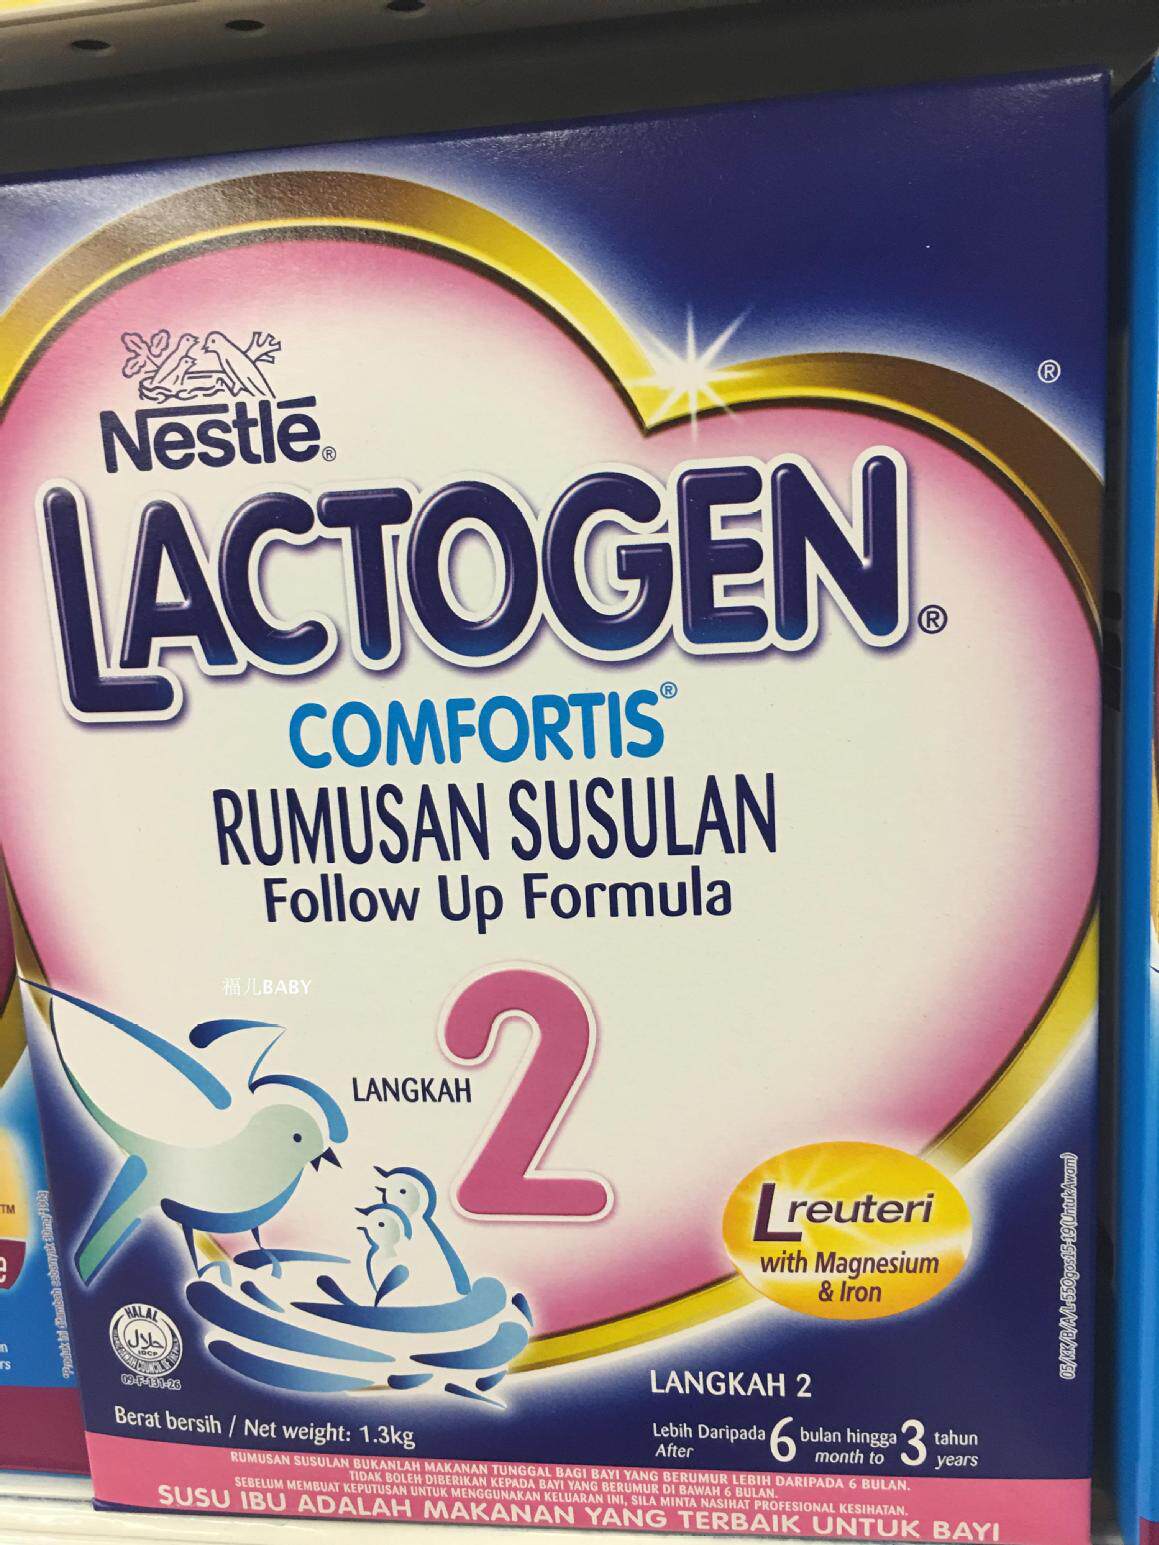 ®
Nestlé®
LACTOGEN®
COMFORTIS®
RUMUSAN SUSULAN
Follow Up Formula
福儿BABY
LANGKAH 2
L reuteri
with Magnesium
& Iron
HALAL
09-F-131-26
LANGKAH 2
Berat bersih / Net weight: 1.3kg
Lebih Daripada 6 bulan hingga 3 tahun
After month to years
RUMUSAN SUSULAN BUKANLAH MAKANAN TUNGGAL BAGI BAYI YANG BERUMUR LEBIH DARIPADA 6 BULAN.
TIDAK BOLEH DIBERIKAN KEPADA BAYI YANG BERUMUR DI BAWAH 6 BULAN.
SEBELUM MEMBUAT KEPUTUSAN UNTUK MENGGUNAKAN KELUARAN INI, SILA MINTA NASIHAT PROFESIONAL KESIHATAN.
SUSU IBU ADALAH MAKANAN YANG TERBAIK UNTUK BAYI